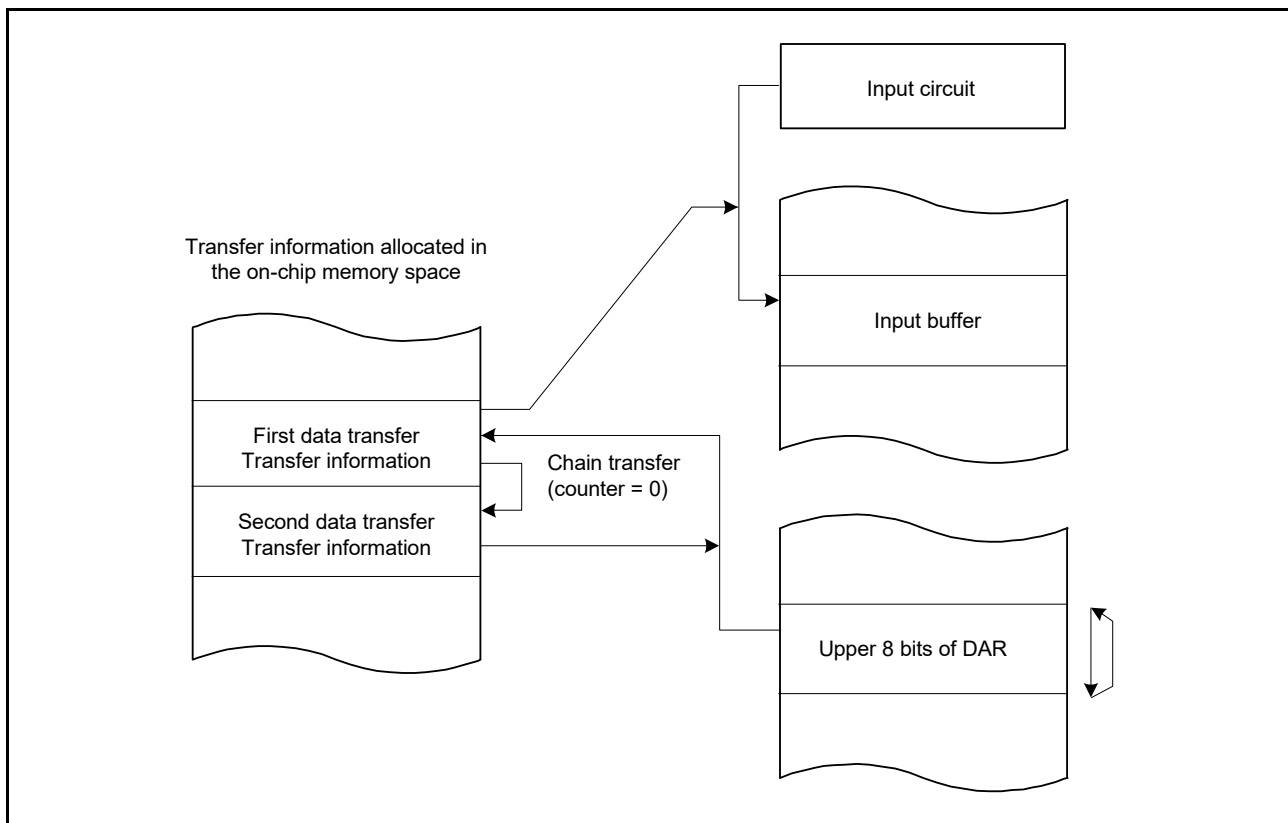 Input circuit
Transfer information allocated in
the on-chip memory space
Input buffer
First data transfer
Transfer information
Chain transfer
(counter = 0)
Second data transfer
Transfer information
Upper 8 bits of DAR